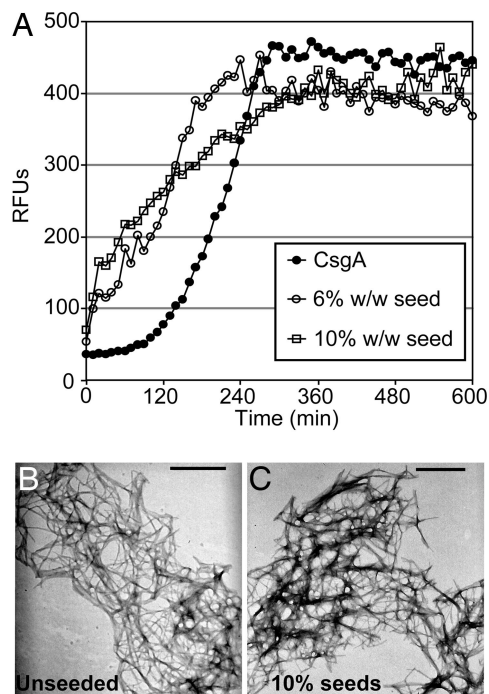 A
500
400
300
200
100
0
RFUs
CsgA
6% w/w seed
10% w/w seed
0 120 240 360 480 600
Time (min)
B C
Unseeded 10% seeds